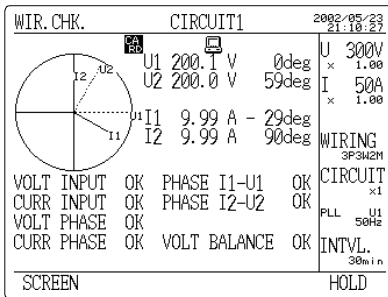 WIR.CHK. CIRCUIT1 2002/05/23 21:10:27
CARD
U1 200.1 V 0deg
U2 200.0 V 59deg
I1 9.99 A - 29deg
I2 9.99 A 90deg
U2
I2
U1
I1
VOLT INPUT OK PHASE I1-U1 OK
CURR INPUT OK PHASE I2-U2 OK
VOLT PHASE OK
CURR PHASE OK VOLT BALANCE OK
U 300V
× 1.00
I 50A
× 1.00
WIRING
3P3W2M
CIRCUIT
×1
PLL U1
50Hz
INTVL.
30min
SCREEN HOLD